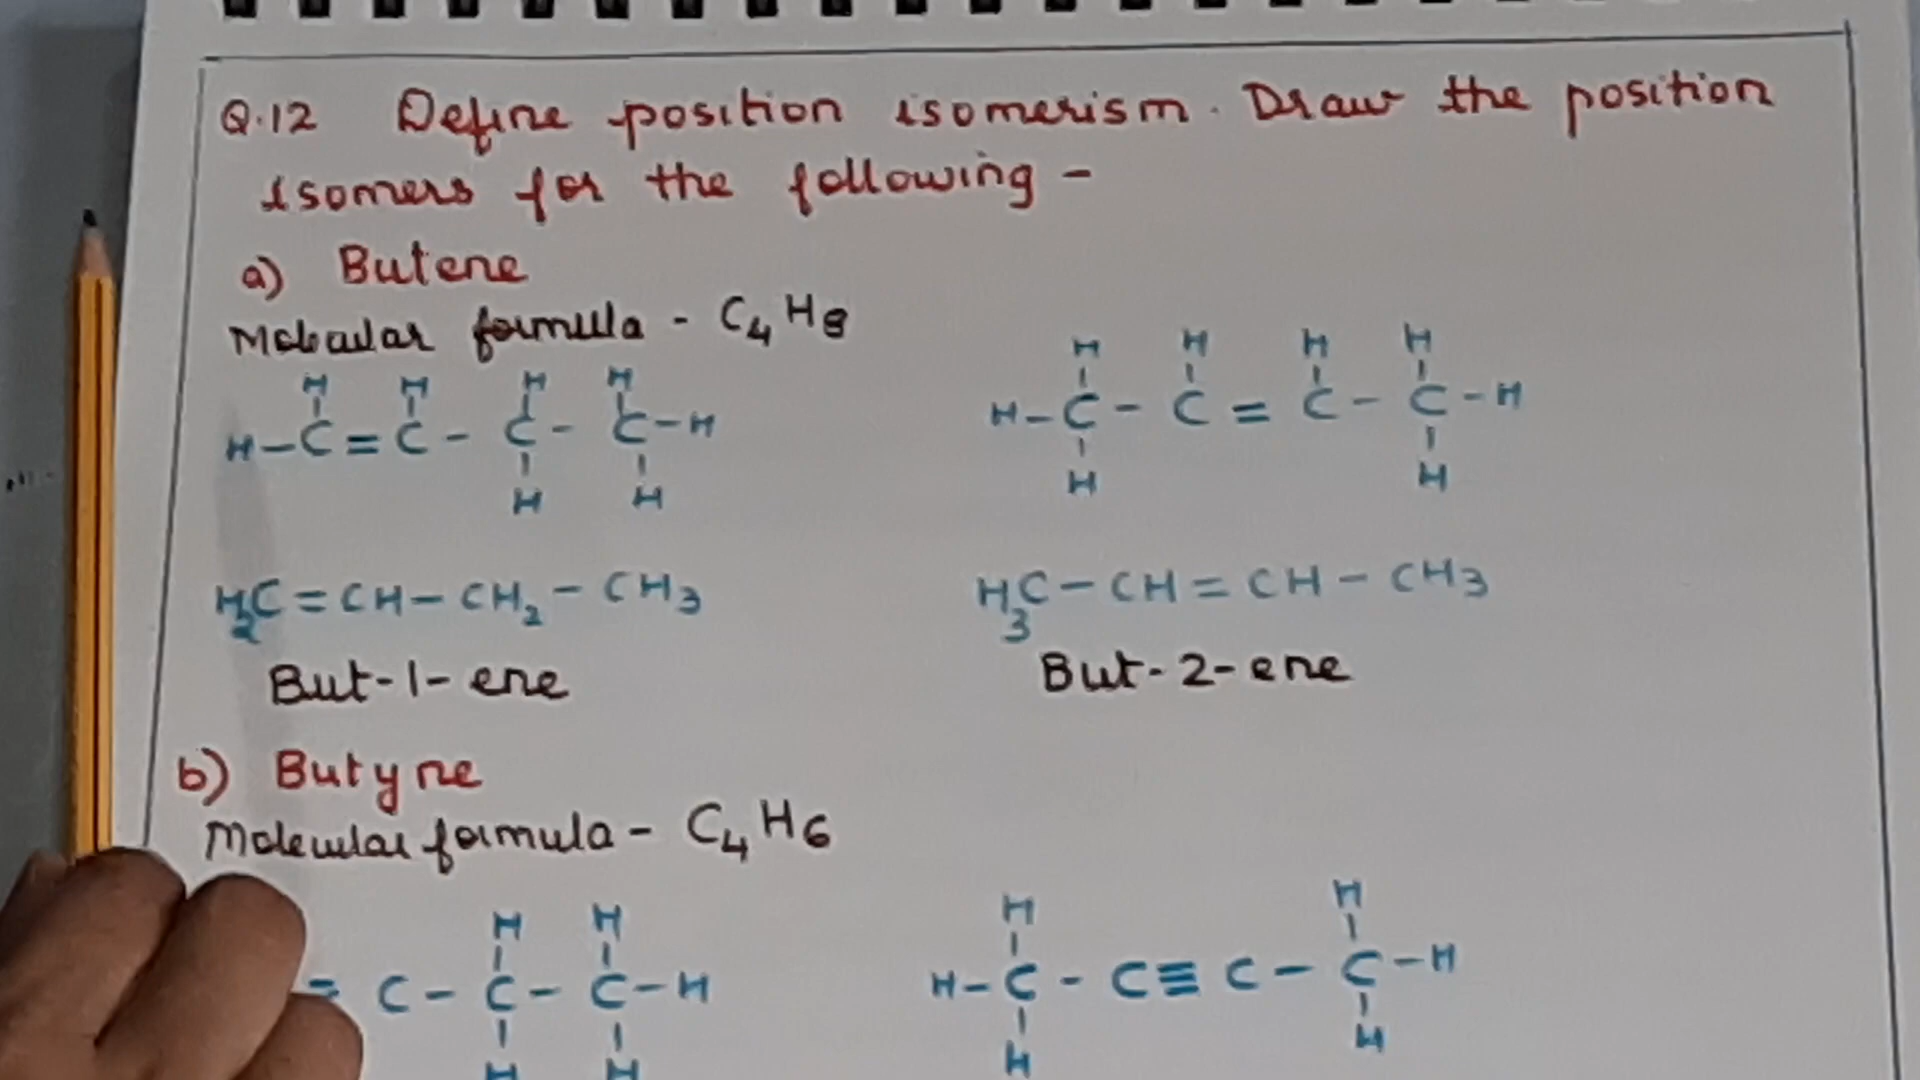 Q.12 Define position isomerism. Draw the position
isomers for the following -
a) Butene
Molecular formula - C4H8
H H H H
H-C=C-C-C-H
H H
H H H H
H-C-C=C-C-H
H H
H2C=CH-CH2-CH3
H3C-CH=CH-CH3
But-1-ene
But-2-ene
b) Butyne
Molecular formula - C4H6
H H
C-C-C-H
H H
H H
H-C-C≡C-C-H
H H